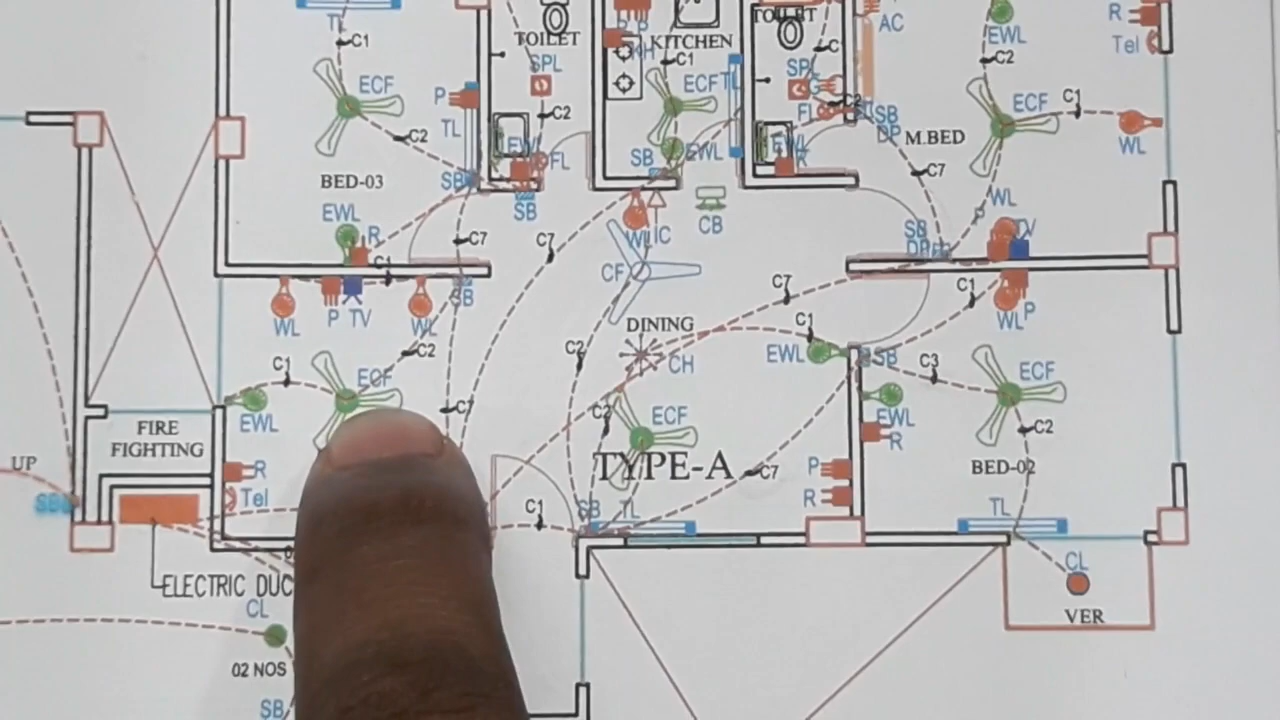 TL
C1
ECF
P
TL
C2
BED-03
SB
EWL
R
C1
C7
TOILET
SPL
C2
FL
SB
KITCHEN
C1
ECF
TL
SB
EWL
WL
IC
CB
TOILET
C2
FL
SB
DP
AC
EWL
C2
ECF
C1
WL
M.BED
C7
WL
SB
TV
R
Tel
WL
P
TV
WL
SB
C1
C2
ECF
EWL
C7
CF
C7
C1
C2
DINING
CH
EWL
SB
C2
ECF
TYPE-A
C7
P
R
SB
TL
C1
C1
WL
P
C3
ECF
EWL
R
C2
BED-02
TL
CL
VER
FIRE
FIGHTING
UP
R
Tel
SB
ELECTRIC DUC
CL
02 NOS
SB